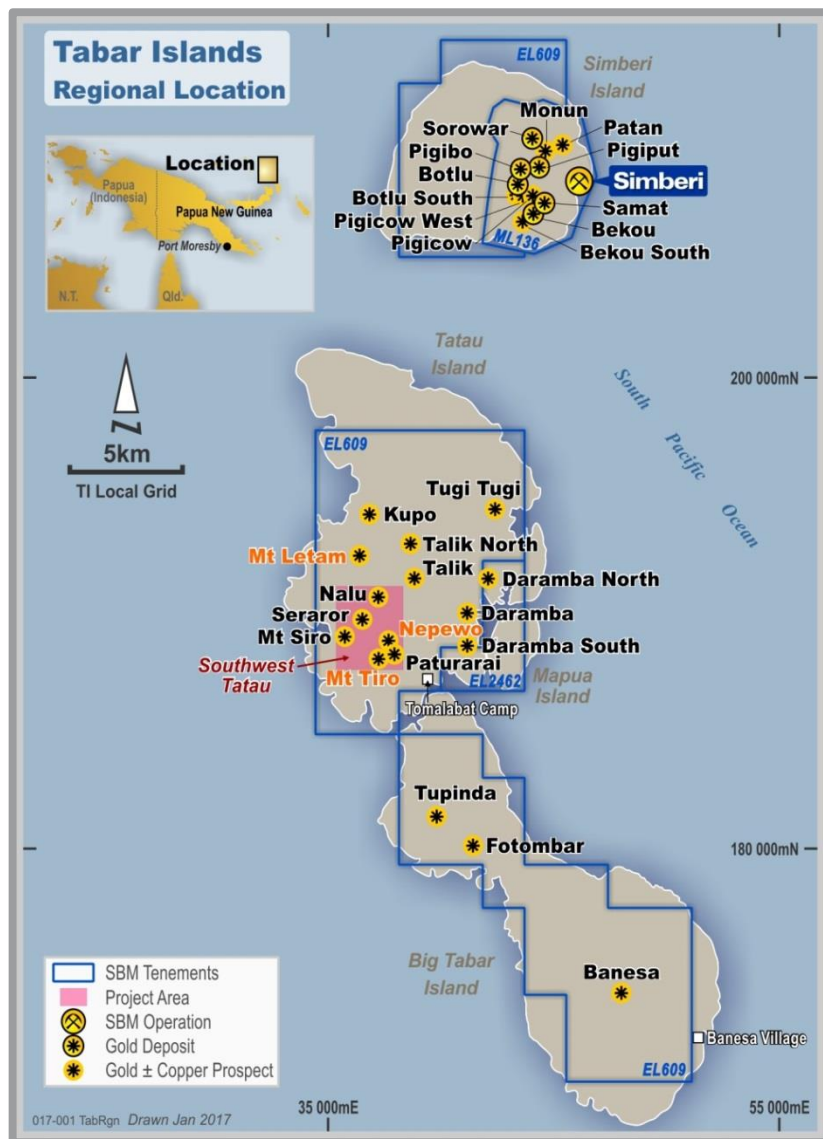 Tabar Islands
Regional Location
EL609
Simberi
Island
Monun
Sorowar
Patan
Pigibo
Pigiput
Botlu
Simberi
Botlu South
Samat
Pigicow West
Bekou
Pigicow
ML136
Bekou South
Location
Papua
(Indonesia)
Papua New Guinea
Port Moresby
N.T.
Qld.
Tatau
Island
200 000mN
South Pacific Ocean
N
5km
TI Local Grid
EL609
Tugi Tugi
Kupo
Talik North
Mt Letam
Talik
Daramba North
Nalu
Seraror
Daramba
Mt Siro
Nepewo
Daramba South
Southwest
Tatau
Paturarai
Mt Tiro
EL2462
Mapua
Island
Tomalabat Camp
Tupinda
Fotombar
180 000mN
Big Tabar
Island
Banesa
Banesa Village
EL609
SBM Tenements
Project Area
SBM Operation
Gold Deposit
Gold ± Copper Prospect
017-001 TabRgn Drawn Jan 2017
35 000mE
55 000mE